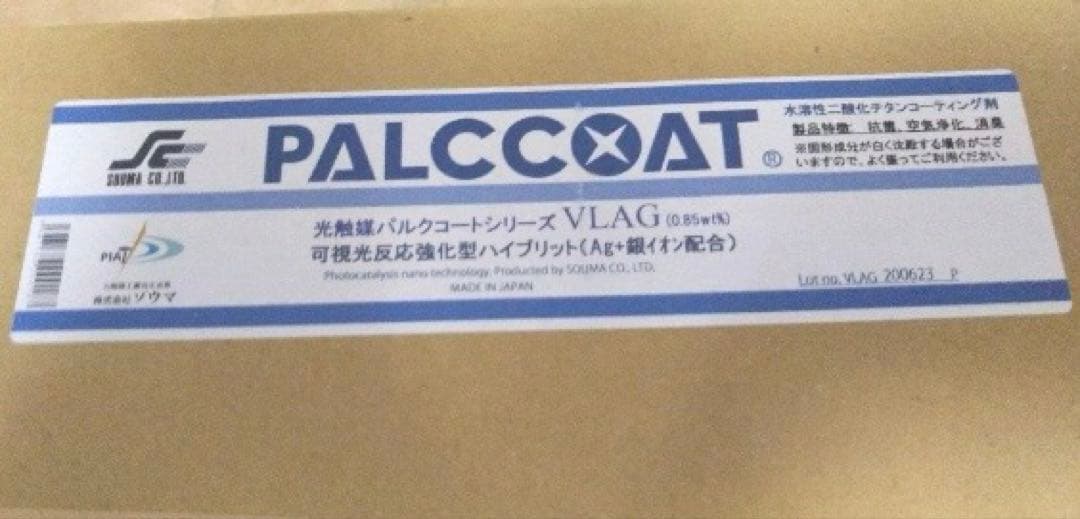 SOUMA CO.,LTD.
PALCCOAT®
水溶性二酸化チタンコーティング剤
製品特徴: 抗菌、空気浄化、消臭
※固形成分が白く沈殿する場合がござ
いますので、よく振ってご利用ください。
光触媒パルクコートシリーズ VLAG (0.85wt%)
可視光反応強化型ハイブリット(Ag+銀イオン配合)
Photocatalysis nano technology. Producted by SOUMA CO., LTD.
MADE IN JAPAN
PIAT
株式会社 ソウマ
Lot no. VLAG 200623 P